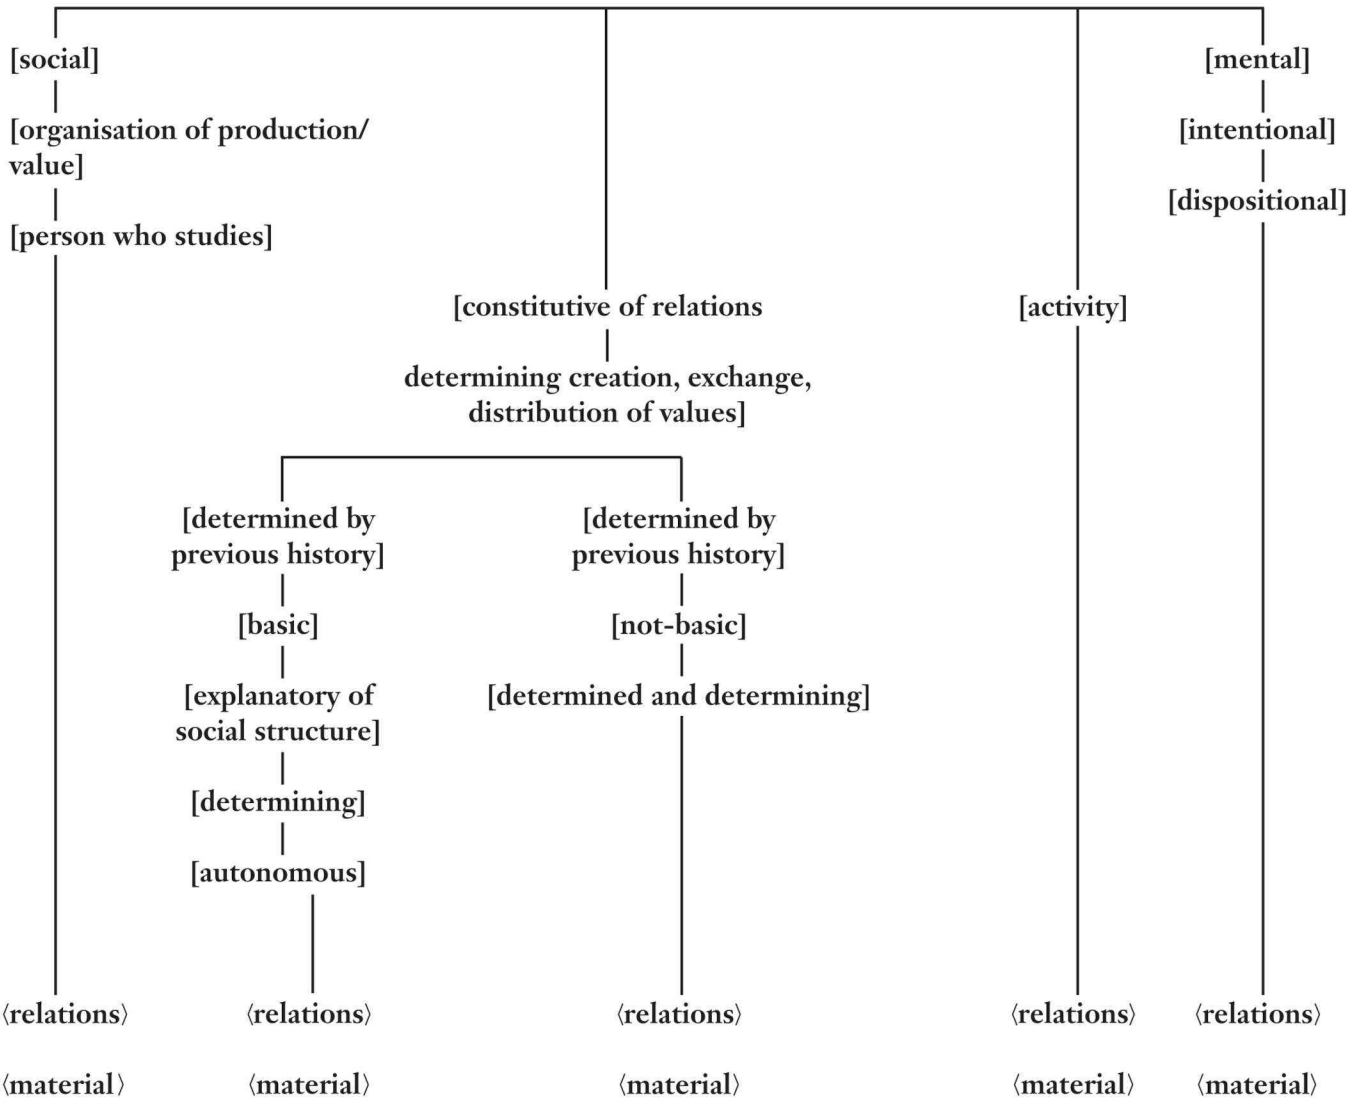 [social]
[mental]
[organisation of production/
value]
[intentional]
[dispositional]
[person who studies]
[constitutive of relations
[activity]
determining creation, exchange,
distribution of values]
[determined by
previous history]
[determined by
previous history]
[basic]
[not-basic]
[explanatory of
social structure]
[determined and determining]
[determining]
[autonomous]
⟨relations⟩ ⟨relations⟩ ⟨relations⟩ ⟨relations⟩ ⟨relations⟩
⟨material⟩ ⟨material⟩ ⟨material⟩ ⟨material⟩ ⟨material⟩